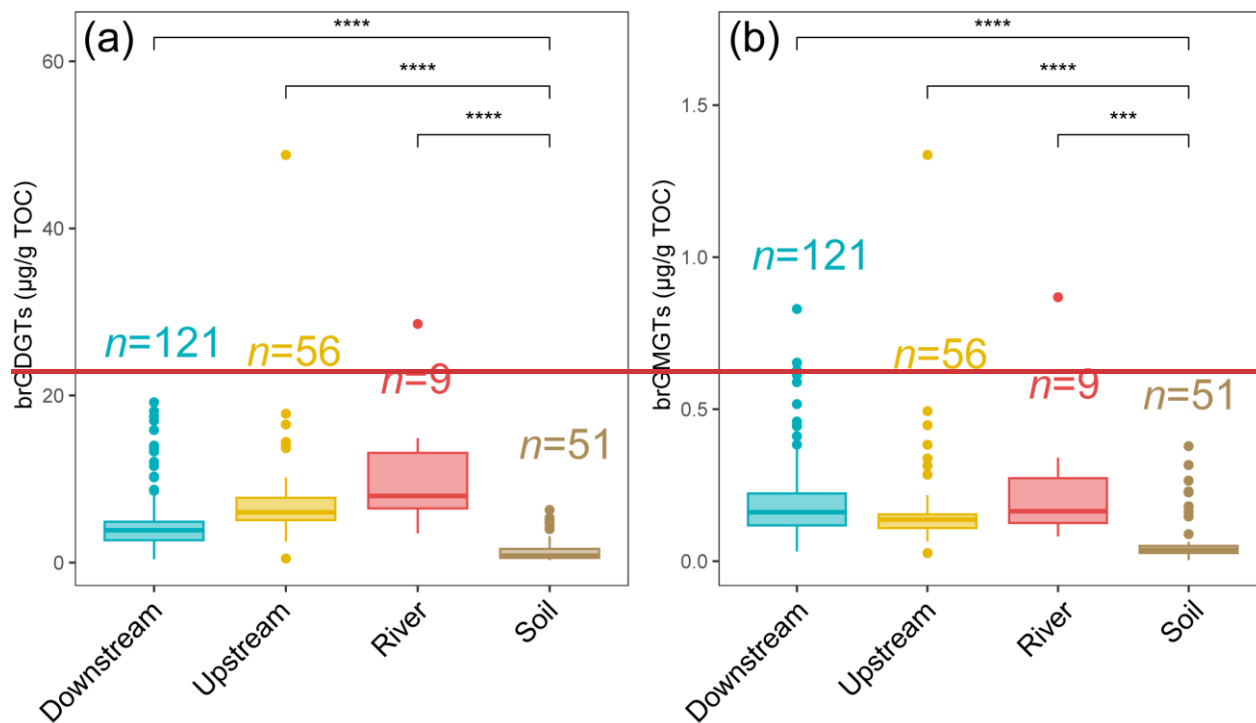 (a)
****
****
****
60
40
20
0
brGDGTs (µg/g TOC)
n=121
n=56
n=9
n=51
Downstream
Upstream
River
Soil
(b)
****
****
***
1.5
1.0
0.5
0.0
brGMGTs (µg/g TOC)
n=121
n=56
n=9
n=51
Downstream
Upstream
River
Soil